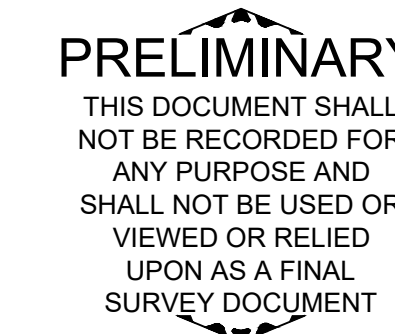 PRELIMINARY
THIS DOCUMENT SHALL
NOT BE RECORDED FOR
ANY PURPOSE AND
SHALL NOT BE USED OR
VIEWED OR RELIED
UPON AS A FINAL
SURVEY DOCUMENT